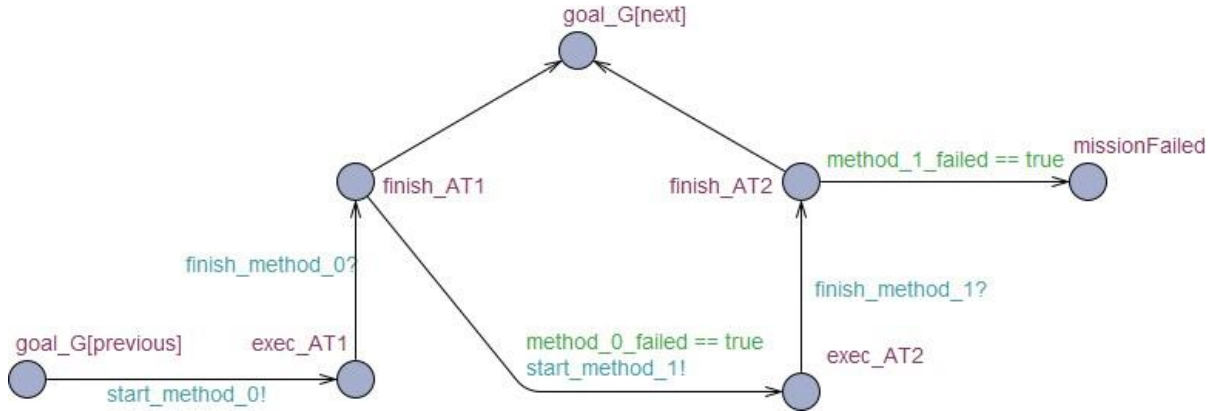 goal_G[next]
method_1_failed == true
missionFailed
finish_AT1
finish_AT2
finish_method_0?
finish_method_1?
goal_G[previous]
exec_AT1
method_0_failed == true
start_method_1!
exec_AT2
start_method_0!